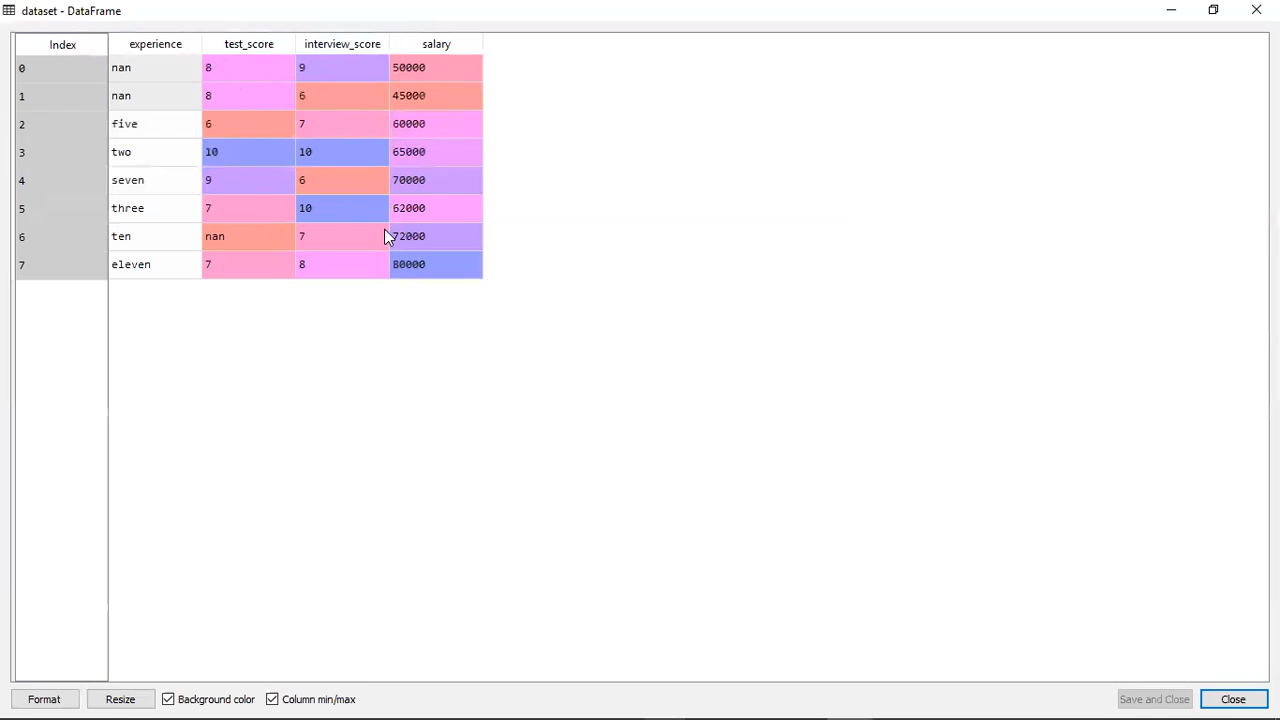 dataset - DataFrame
Index experience test_score interview_score salary
0 nan 8 9 50000
1 nan 8 6 45000
2 five 6 7 60000
3 two 10 10 65000
4 seven 9 6 70000
5 three 7 10 62000
6 ten nan 7 72000
7 eleven 7 8 80000
Format Resize Background color Column min/max Save and Close Close